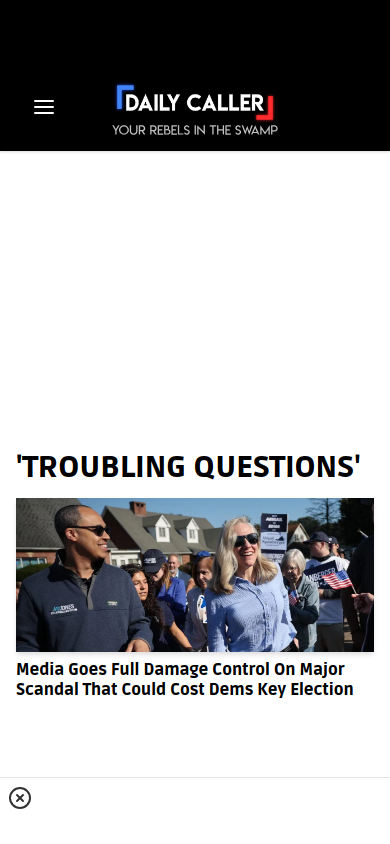 DAILY CALLER
YOUR REBELS IN THE SWAMP
'TROUBLING QUESTIONS'
Media Goes Full Damage Control On Major
Scandal That Could Cost Dems Key Election